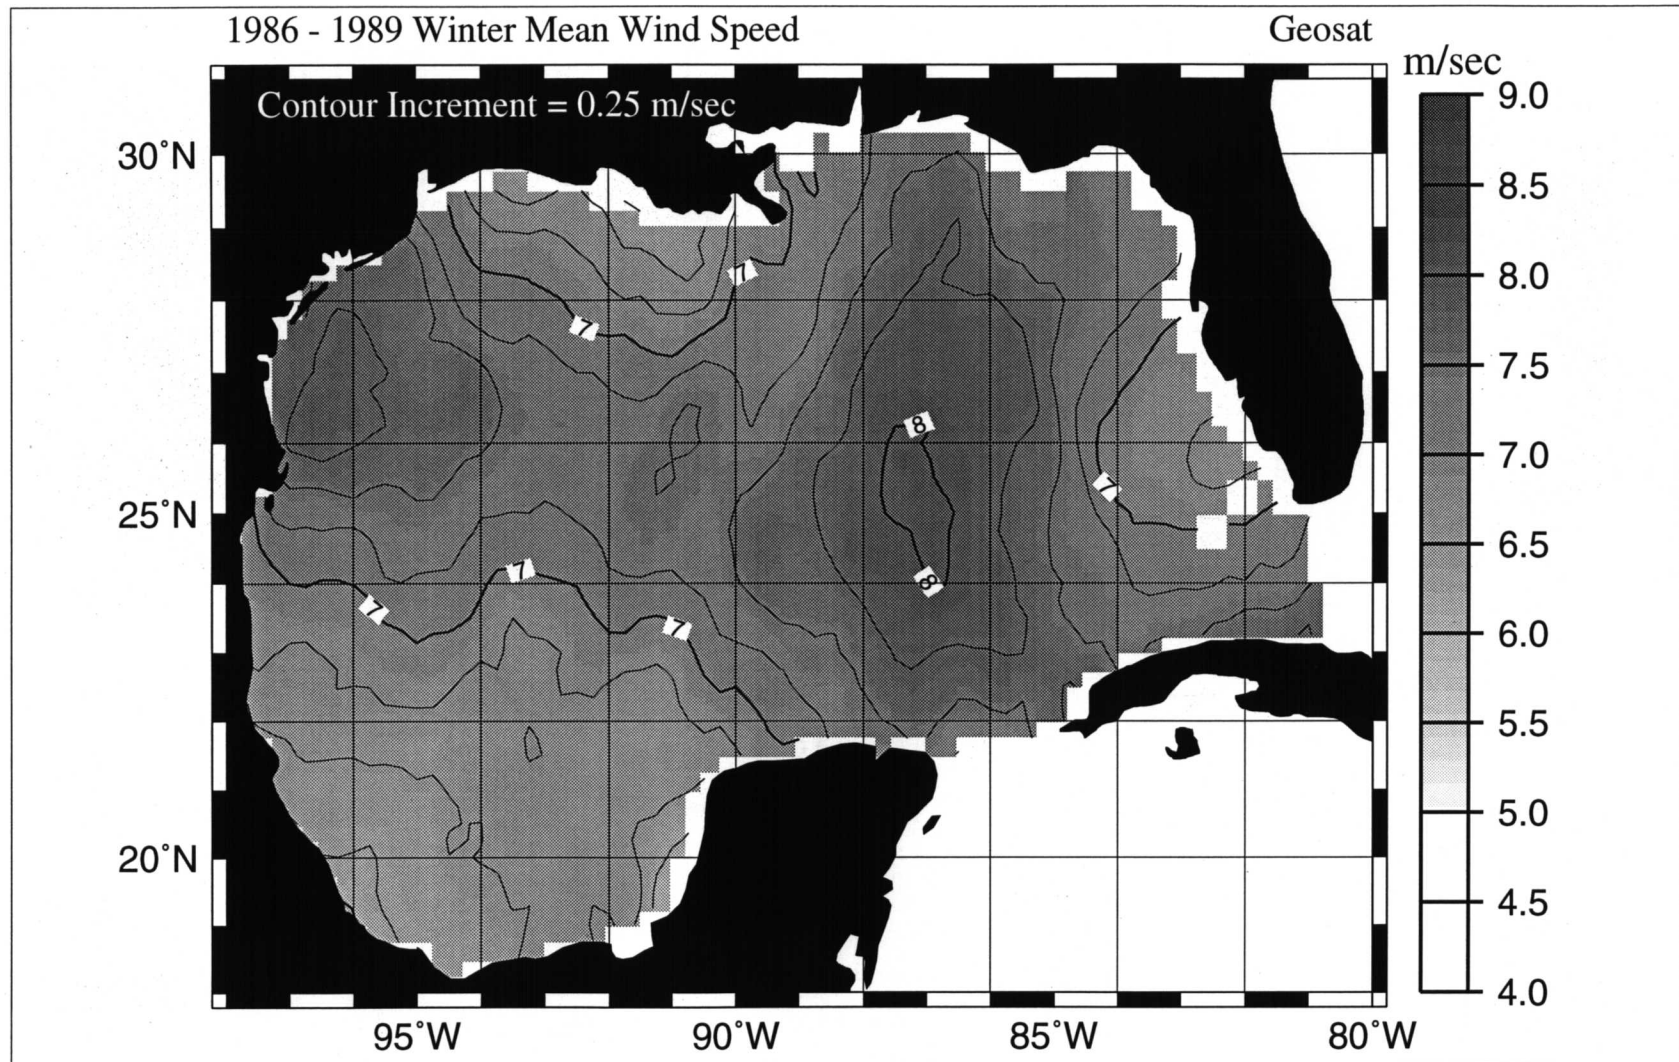 1986 - 1989 Winter Mean Wind Speed
Geosat
m/sec
Contour Increment = 0.25 m/sec
9.0
8.5
8.0
7.5
7.0
6.5
6.0
5.5
5.0
4.5
4.0
30°N
25°N
20°N
7
7
8
7
7
8
7
7
95°W
90°W
85°W
80°W